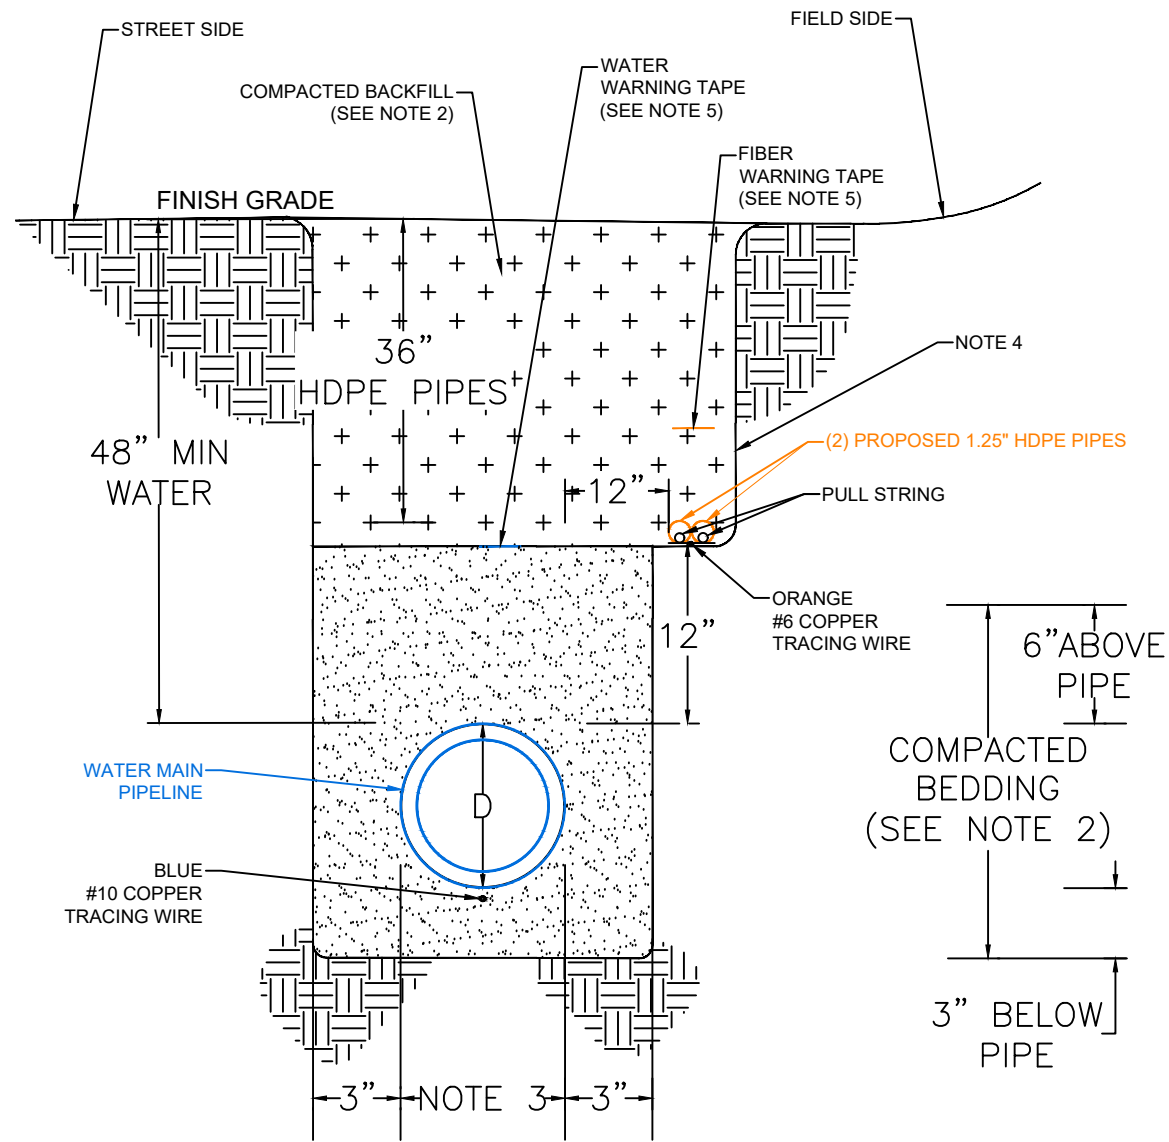 STREET SIDE
FIELD SIDE
COMPACTED BACKFILL
(SEE NOTE 2)
WATER
WARNING TAPE
(SEE NOTE 5)
FIBER
WARNING TAPE
(SEE NOTE 5)
FINISH GRADE
36”
HDPE PIPES
NOTE 4
48” MIN
WATER
(2) PROPOSED 1.25" HDPE PIPES
12”
PULL STRING
ORANGE
#6 COPPER
TRACING WIRE
12”
6”ABOVE
PIPE
COMPACTED
BEDDING
(SEE NOTE 2)
WATER MAIN
PIPELINE
D
BLUE
#10 COPPER
TRACING WIRE
3” BELOW
PIPE
3”
NOTE 3
3”